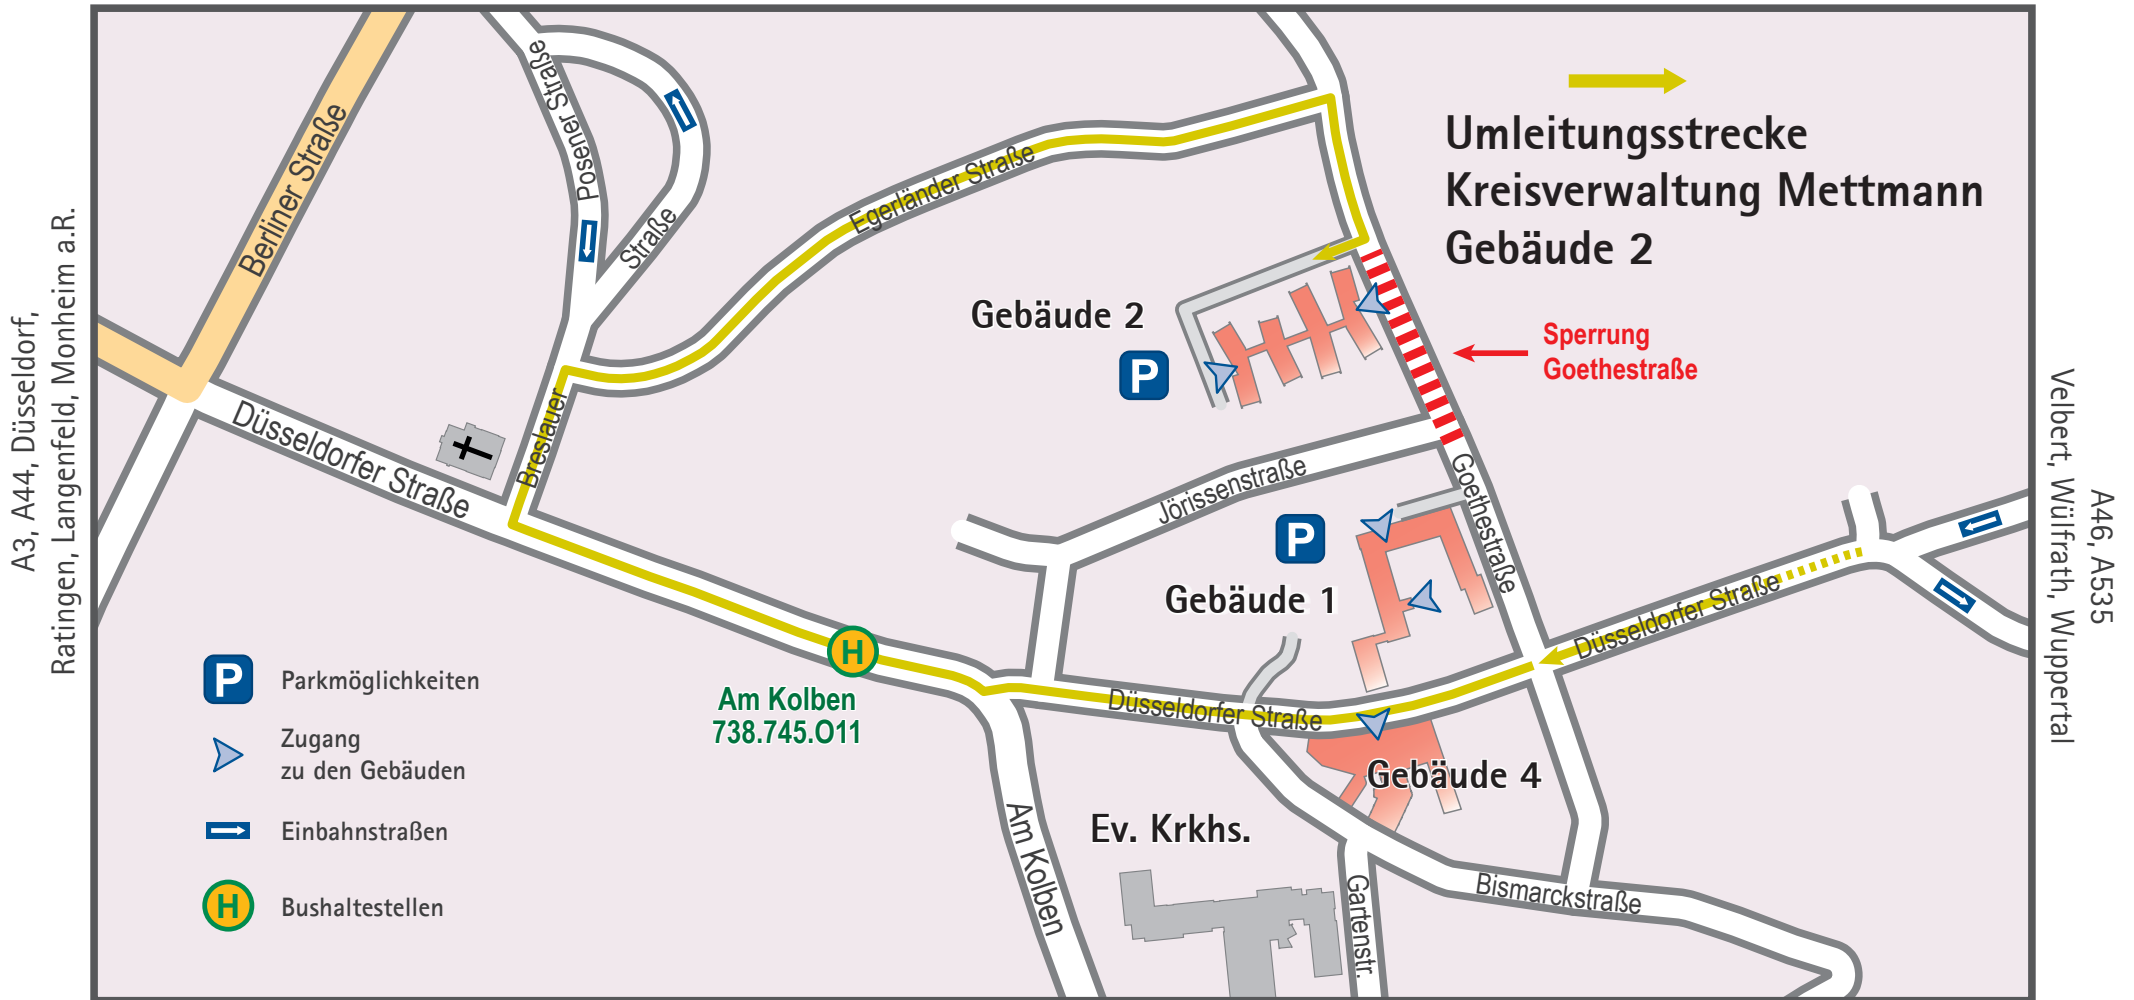 Umleitungsstrecke
Kreisverwaltung Mettmann
Gebäude 2
Sperrung
Goethestraße
A3, A44, Düsseldorf,
Ratingen, Langenfeld, Monheim a.R.
Berliner Straße
Posener Straße
Straße
Egerländer Straße
Breslauer
Düsseldorfer Straße
Gebäude 2
P
Jörissenstraße
Goethestraße
P
Gebäude 1
Düsseldorfer Straße
Velbert, Wülfrath, Wuppertal
A46, A535
H
Am Kolben
738.745.O11
Düsseldorfer Straße
Gebäude 4
Ev. Krkhs.
Am Kolben
Gartenstr.
Bismarckstraße
P
Parkmöglichkeiten
Zugang
zu den Gebäuden
Einbahnstraßen
H
Bushaltestellen